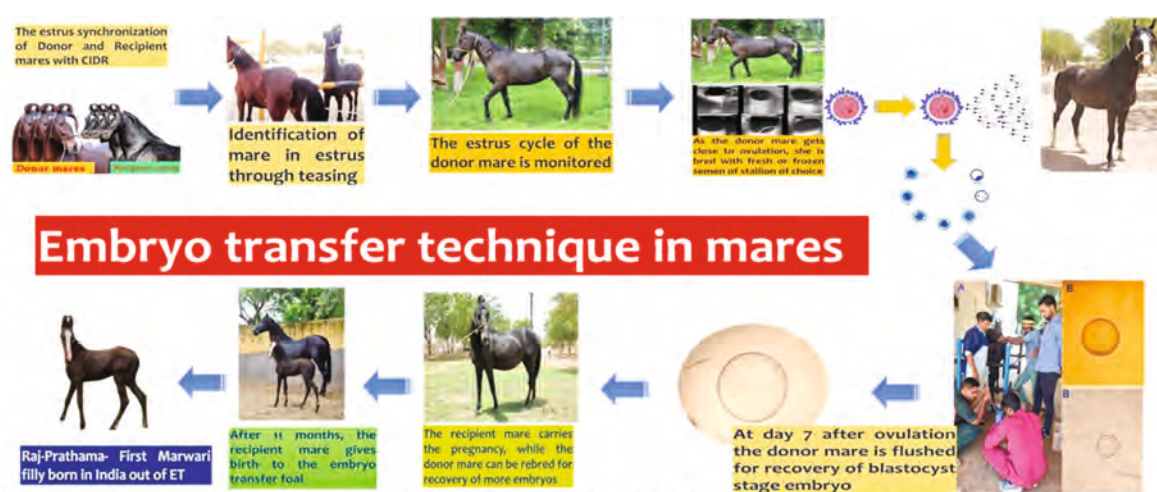 The estrus synchronization
of Donor and Recipient
mares with CIDR
Donor mares
Identification of
mare in estrus
through teasing
The estrus cycle of the
donor mare is monitored
As the donor mare gets
close to ovulation, she is
bred with fresh or frozen
semen of stallion of choice
Embryo transfer technique in mares
A
B
B
Raj-Prathama- First Marwari
filly born in India out of ET
After 11 months, the
recipient mare gives
birth to the embryo
transfer foal
The recipient mare carries
the pregnancy, while the
donor mare can be rebred for
recovery of more embryos
At day 7 after ovulation
the donor mare is flushed
for recovery of blastocyst
stage embryo